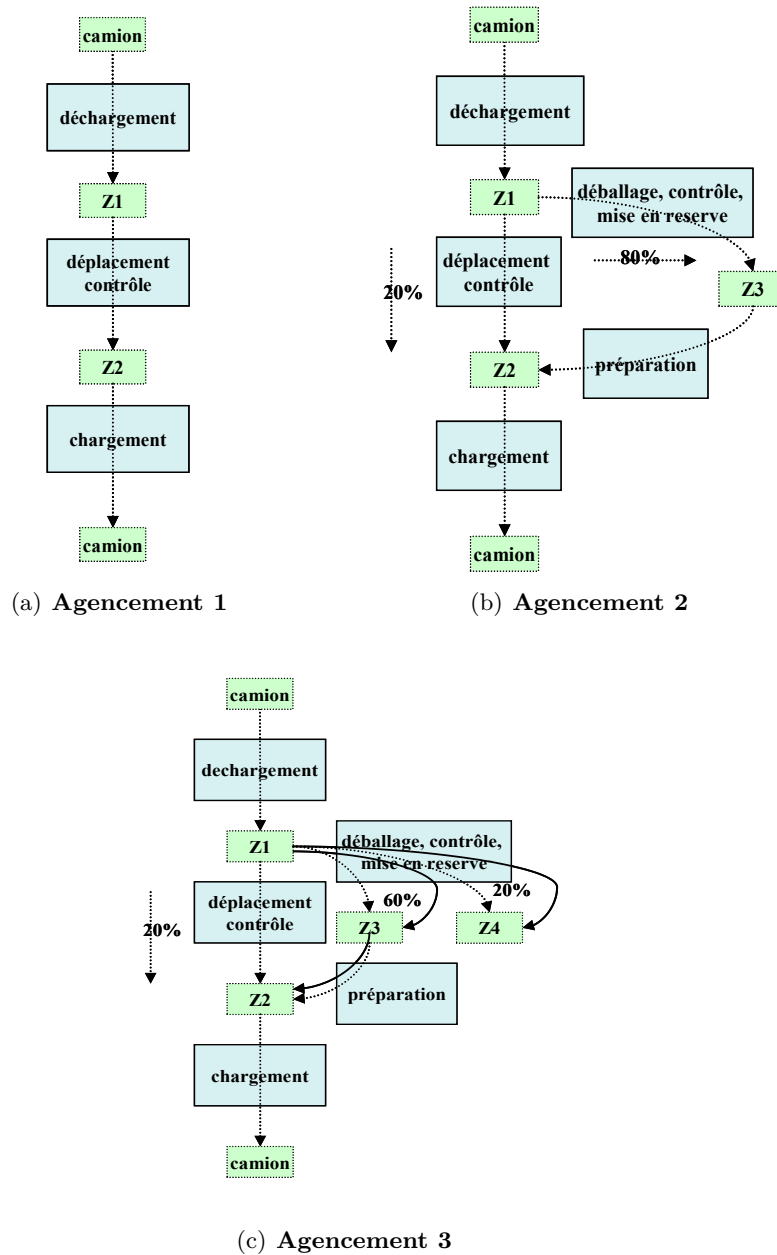 camion
déchargement
Z1
déplacement
contrôle
Z2
chargement
camion
(a) Agencement 1
camion
déchargement
Z1
déballage, contrôle,
mise en reserve
déplacement
contrôle
20%
80%
Z3
Z2
préparation
chargement
camion
(b) Agencement 2
camion
dechargement
Z1
déballage, contrôle,
mise en reserve
déplacement
contrôle
20%
60%
20%
Z3
Z4
Z2
préparation
chargement
camion
(c) Agencement 3